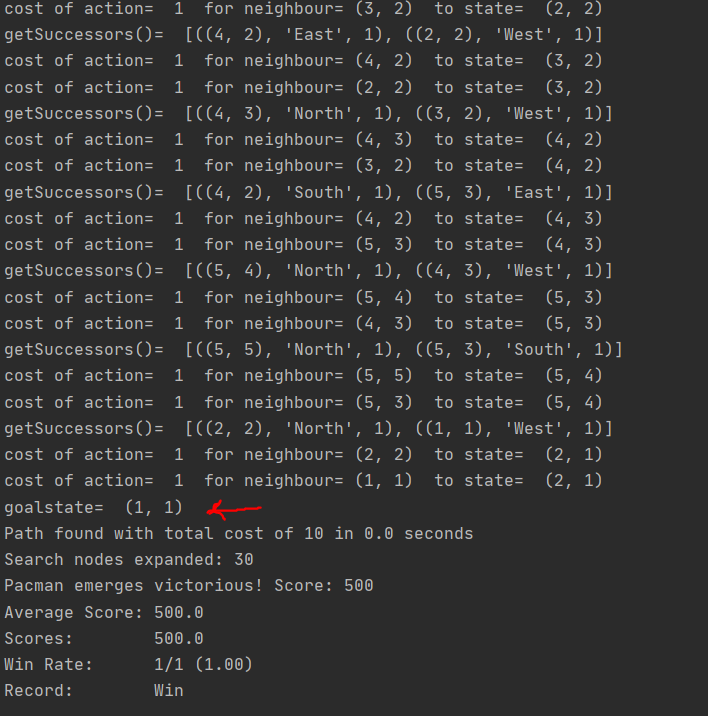 cost of action=  1  for neighbour= (3, 2)  to state=  (2, 2)
getSuccessors()=  [((4, 2), 'East', 1), ((2, 2), 'West', 1)]
cost of action=  1  for neighbour= (4, 2)  to state=  (3, 2)
cost of action=  1  for neighbour= (2, 2)  to state=  (3, 2)
getSuccessors()=  [((4, 3), 'North', 1), ((3, 2), 'West', 1)]
cost of action=  1  for neighbour= (4, 3)  to state=  (4, 2)
cost of action=  1  for neighbour= (3, 2)  to state=  (4, 2)
getSuccessors()=  [((4, 2), 'South', 1), ((5, 3), 'East', 1)]
cost of action=  1  for neighbour= (4, 2)  to state=  (4, 3)
cost of action=  1  for neighbour= (5, 3)  to state=  (4, 3)
getSuccessors()=  [((5, 4), 'North', 1), ((4, 3), 'West', 1)]
cost of action=  1  for neighbour= (5, 4)  to state=  (5, 3)
cost of action=  1  for neighbour= (4, 3)  to state=  (5, 3)
getSuccessors()=  [((5, 5), 'North', 1), ((5, 3), 'South', 1)]
cost of action=  1  for neighbour= (5, 5)  to state=  (5, 4)
cost of action=  1  for neighbour= (5, 3)  to state=  (5, 4)
getSuccessors()=  [((2, 2), 'North', 1), ((1, 1), 'West', 1)]
cost of action=  1  for neighbour= (2, 2)  to state=  (2, 1)
cost of action=  1  for neighbour= (1, 1)  to state=  (2, 1)
goalstate=  (1, 1)
Path found with total cost of 10 in 0.0 seconds
Search nodes expanded: 30
Pacman emerges victorious! Score: 500
Average Score: 500.0
Scores:        500.0
Win Rate:      1/1 (1.00)
Record:        Win